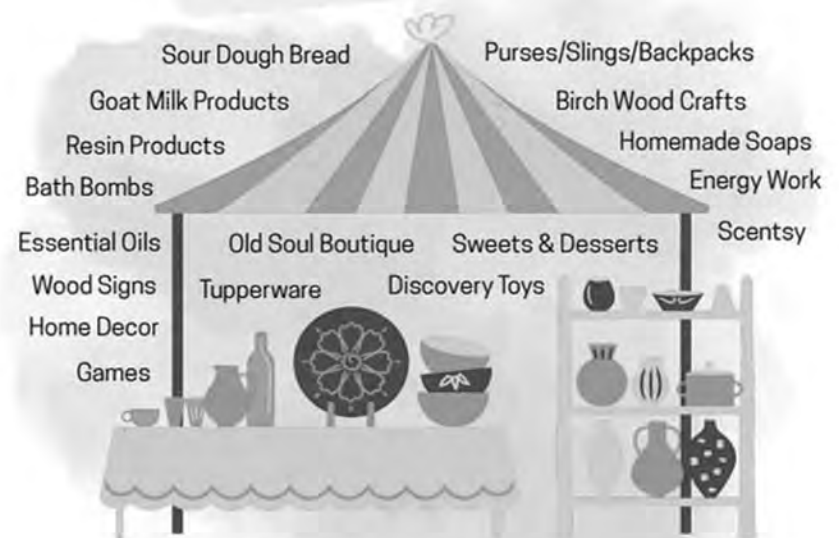 Sour Dough Bread
Purses/Slings/Backpacks
Goat Milk Products
Birch Wood Crafts
Resin Products
Homemade Soaps
Bath Bombs
Energy Work
Essential Oils
Old Soul Boutique
Sweets & Desserts
Scentsy
Wood Signs
Tupperware
Discovery Toys
Home Decor
Games